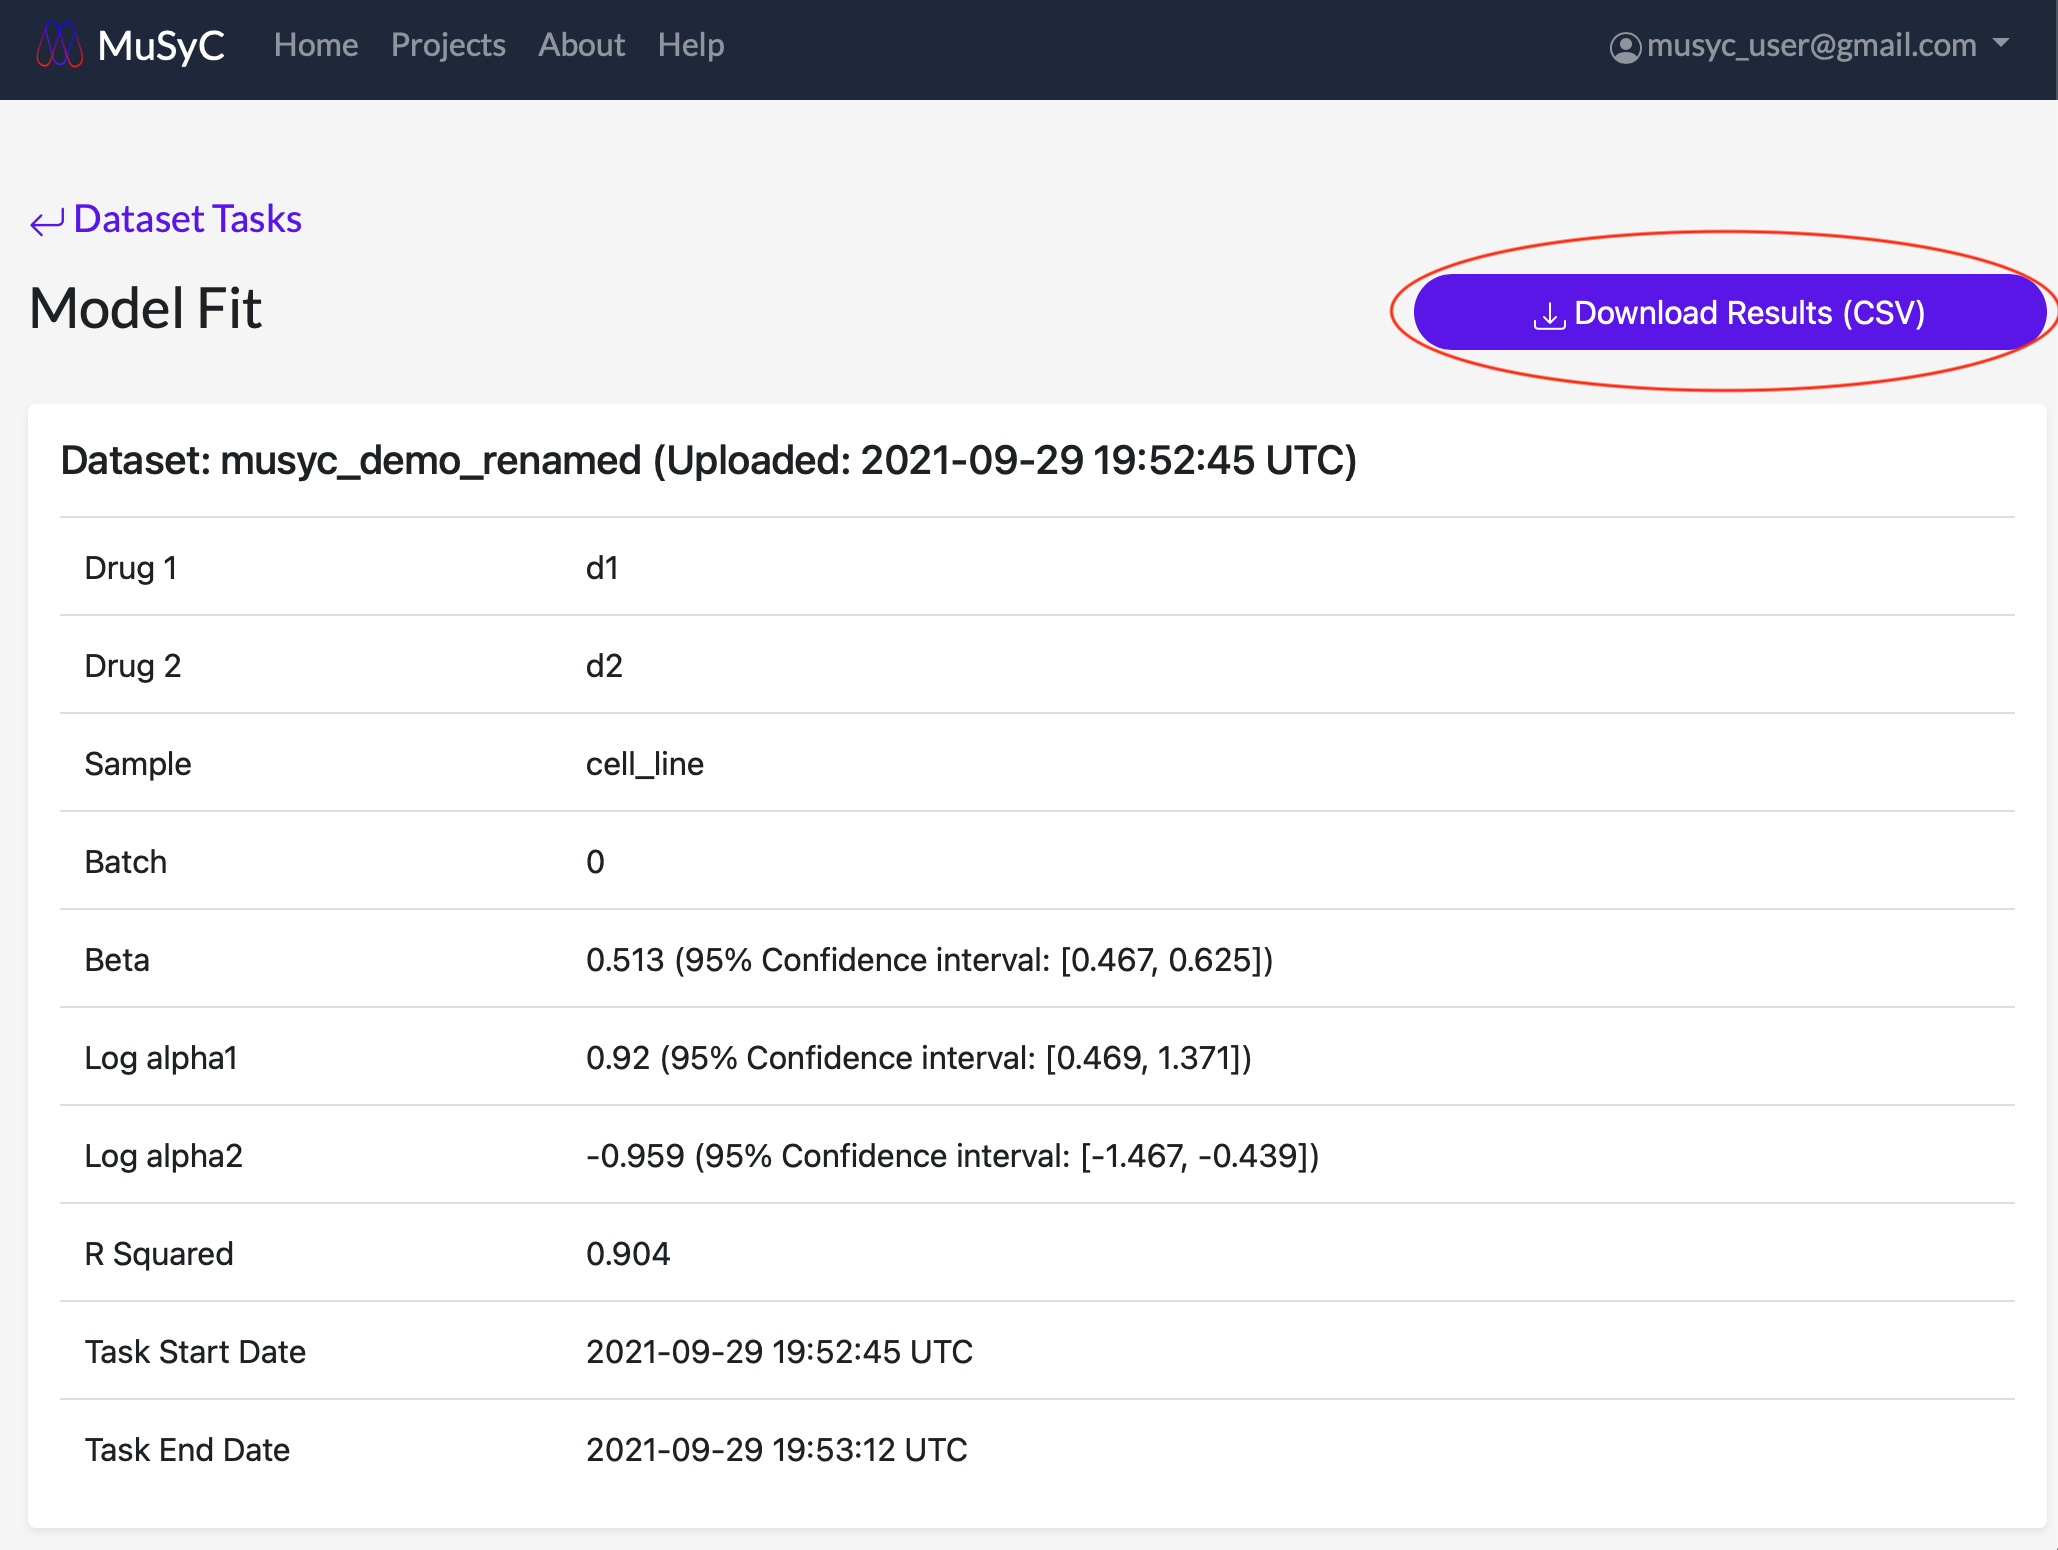 MuSyC Home Projects About Help musyc_user@gmail.com
Dataset Tasks
Model Fit
Download Results (CSV)
Dataset: musyc_demo_renamed (Uploaded: 2021-09-29 19:52:45 UTC)
Drug 1 d1
Drug 2 d2
Sample cell_line
Batch 0
Beta 0.513 (95% Confidence interval: [0.467, 0.625])
Log alpha1 0.92 (95% Confidence interval: [0.469, 1.371])
Log alpha2 -0.959 (95% Confidence interval: [-1.467, -0.439])
R Squared 0.904
Task Start Date 2021-09-29 19:52:45 UTC
Task End Date 2021-09-29 19:53:12 UTC